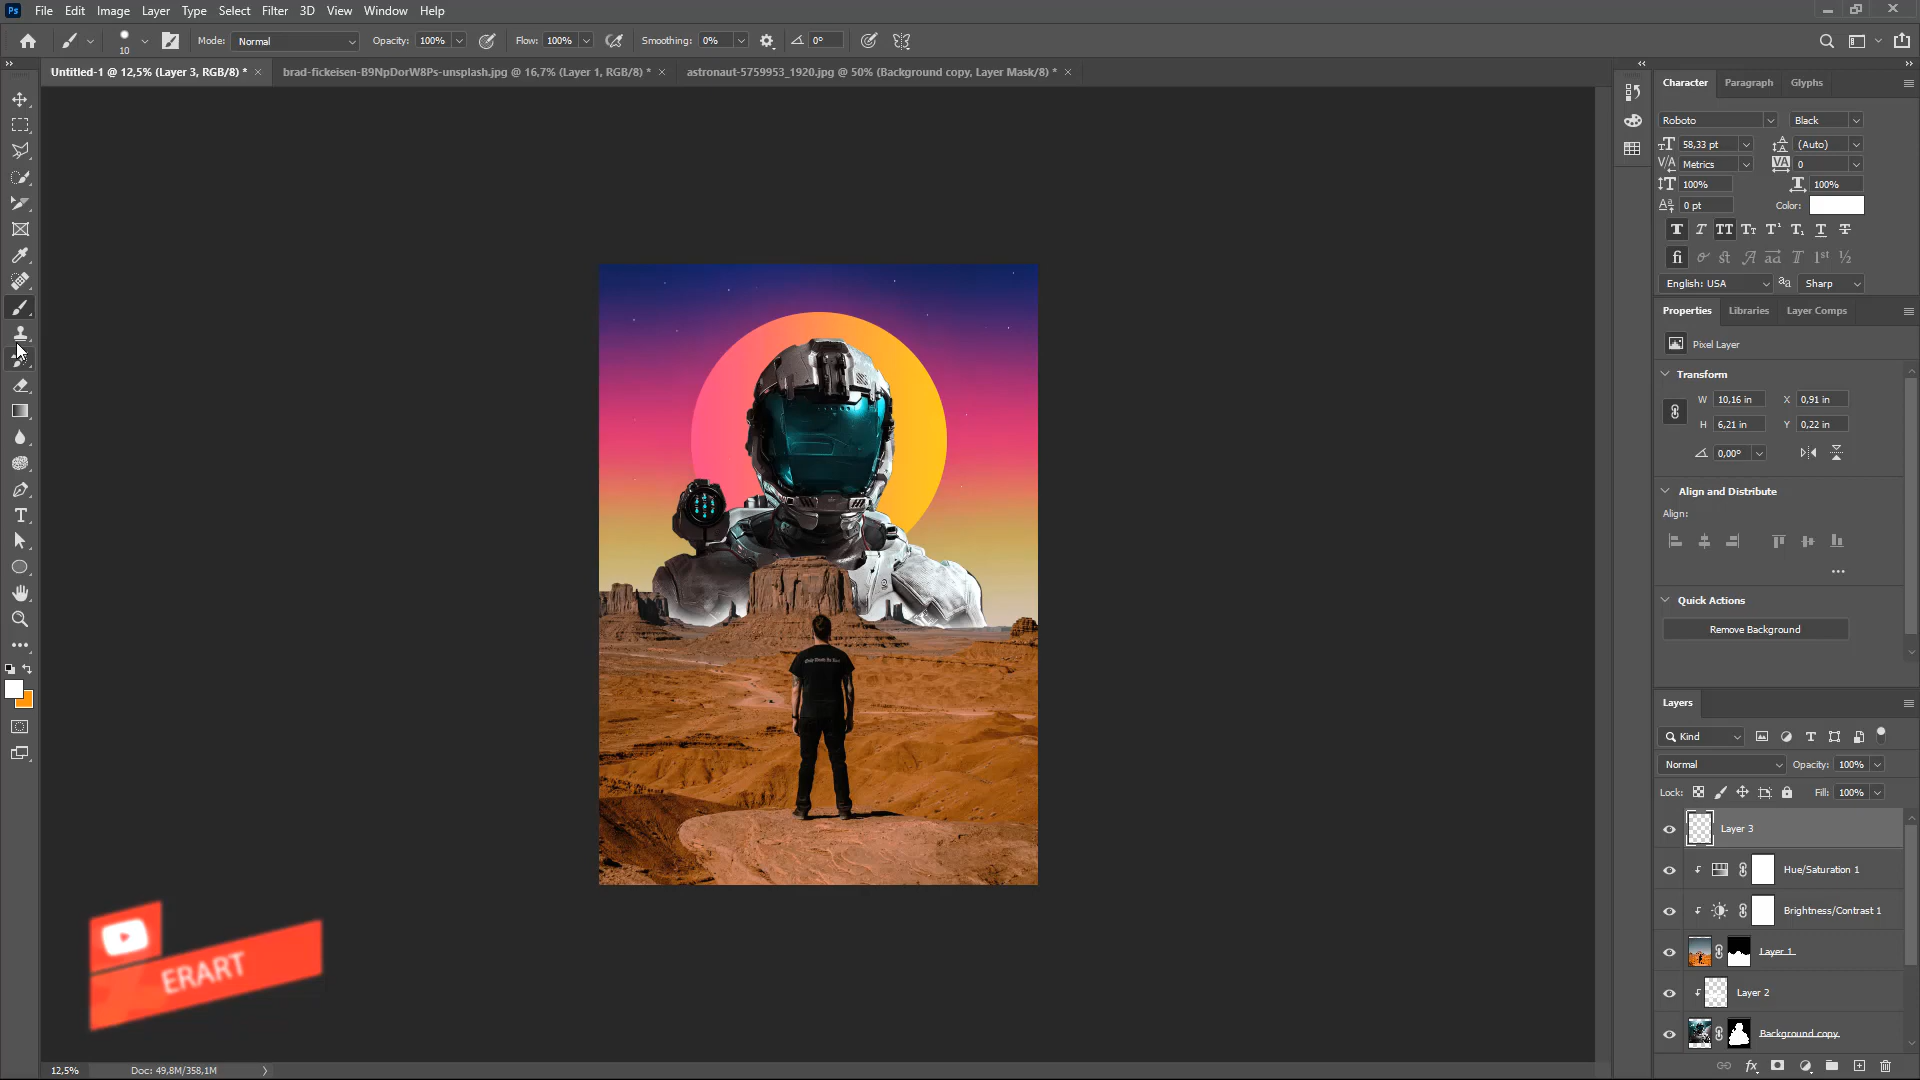 Ps File Edit Image Layer Type Select Filter 3D View Window Help
10 Mode: Normal Opacity: 100% Flow: 100% Smoothing: 0% 0°
Untitled-1 @ 12,5% (Layer 3, RGB/8) * × brad-fickeisen-B9NpDorW8Ps-unsplash.jpg @ 16,7% (Layer 1, RGB/8) * × astronaut-5759953_1920.jpg @ 50% (Background copy, Layer Mask/8) * ×
Character Paragraph Glyphs
Roboto Black
58,33 pt (Auto)
Metrics 0
100% 100%
0 pt Color:
English: USA Sharp
Properties Libraries Layer Comps
Pixel Layer
Transform
W 10,16 in X 0,91 in
H 6,21 in Y 0,22 in
0,00°
Align and Distribute
Align:
Quick Actions
Remove Background
Layers
Kind
Normal Opacity: 100%
Lock: Fill: 100%
Layer 3
Hue/Saturation 1
Brightness/Contrast 1
Layer 1
Layer 2
Background copy
ERART
12,5% Doc: 49,8M/358,1M